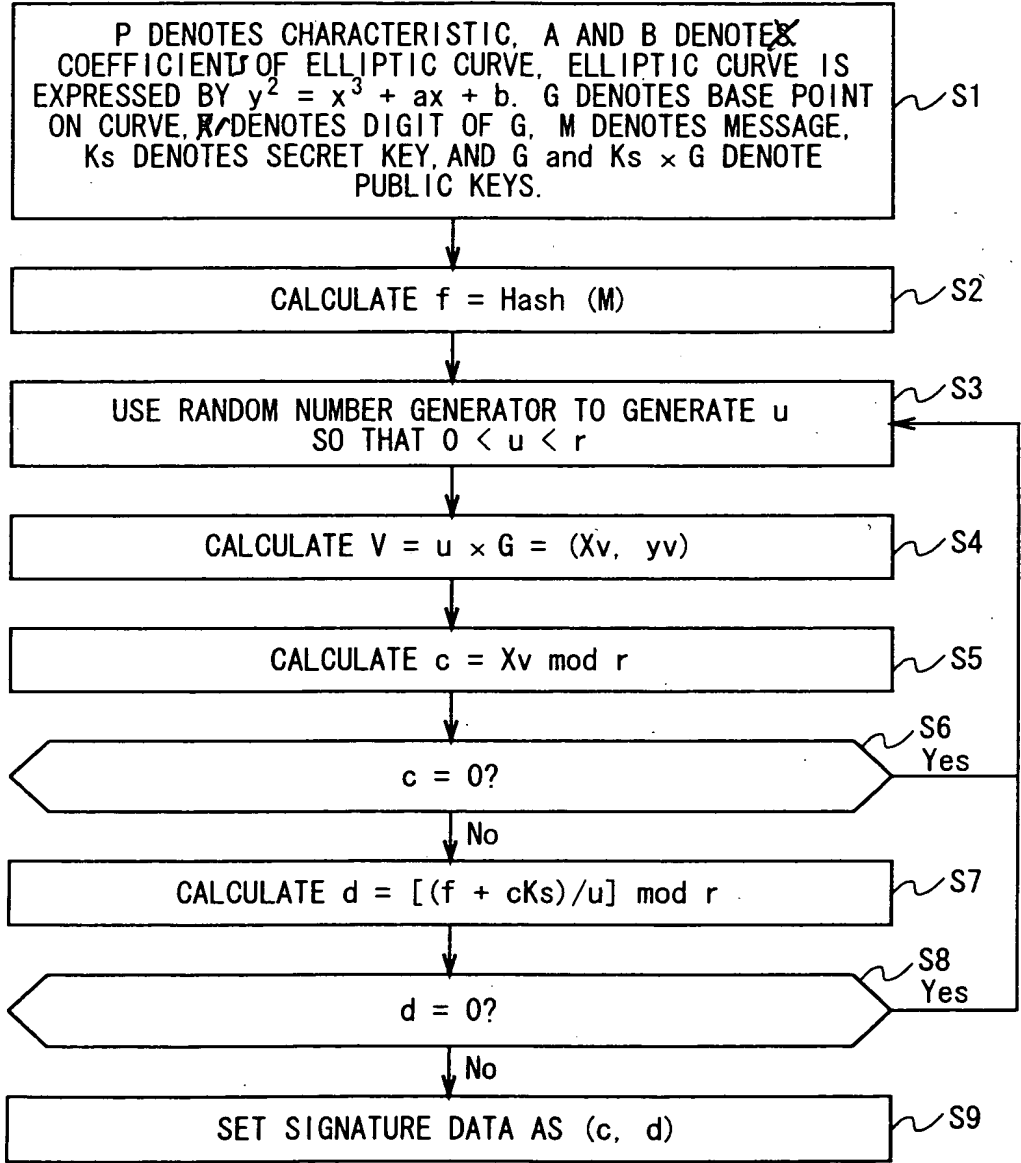 P DENOTES CHARACTERISTIC, A AND B DENOTE
COEFFICIENTS OF ELLIPTIC CURVE, ELLIPTIC CURVE IS
EXPRESSED BY y² = x³ + ax + b. G DENOTES BASE POINT
ON CURVE, r DENOTES DIGIT OF G, M DENOTES MESSAGE,
Ks DENOTES SECRET KEY, AND G and Ks × G DENOTE
PUBLIC KEYS.
S1
CALCULATE f = Hash (M)
S2
USE RANDOM NUMBER GENERATOR TO GENERATE u
SO THAT 0 < u < r
S3
CALCULATE V = u × G = (Xv, yv)
S4
CALCULATE c = Xv mod r
S5
S6
c = 0?
Yes
No
CALCULATE d = [(f + cKs)/u] mod r
S7
S8
d = 0?
Yes
No
SET SIGNATURE DATA AS (c, d)
S9